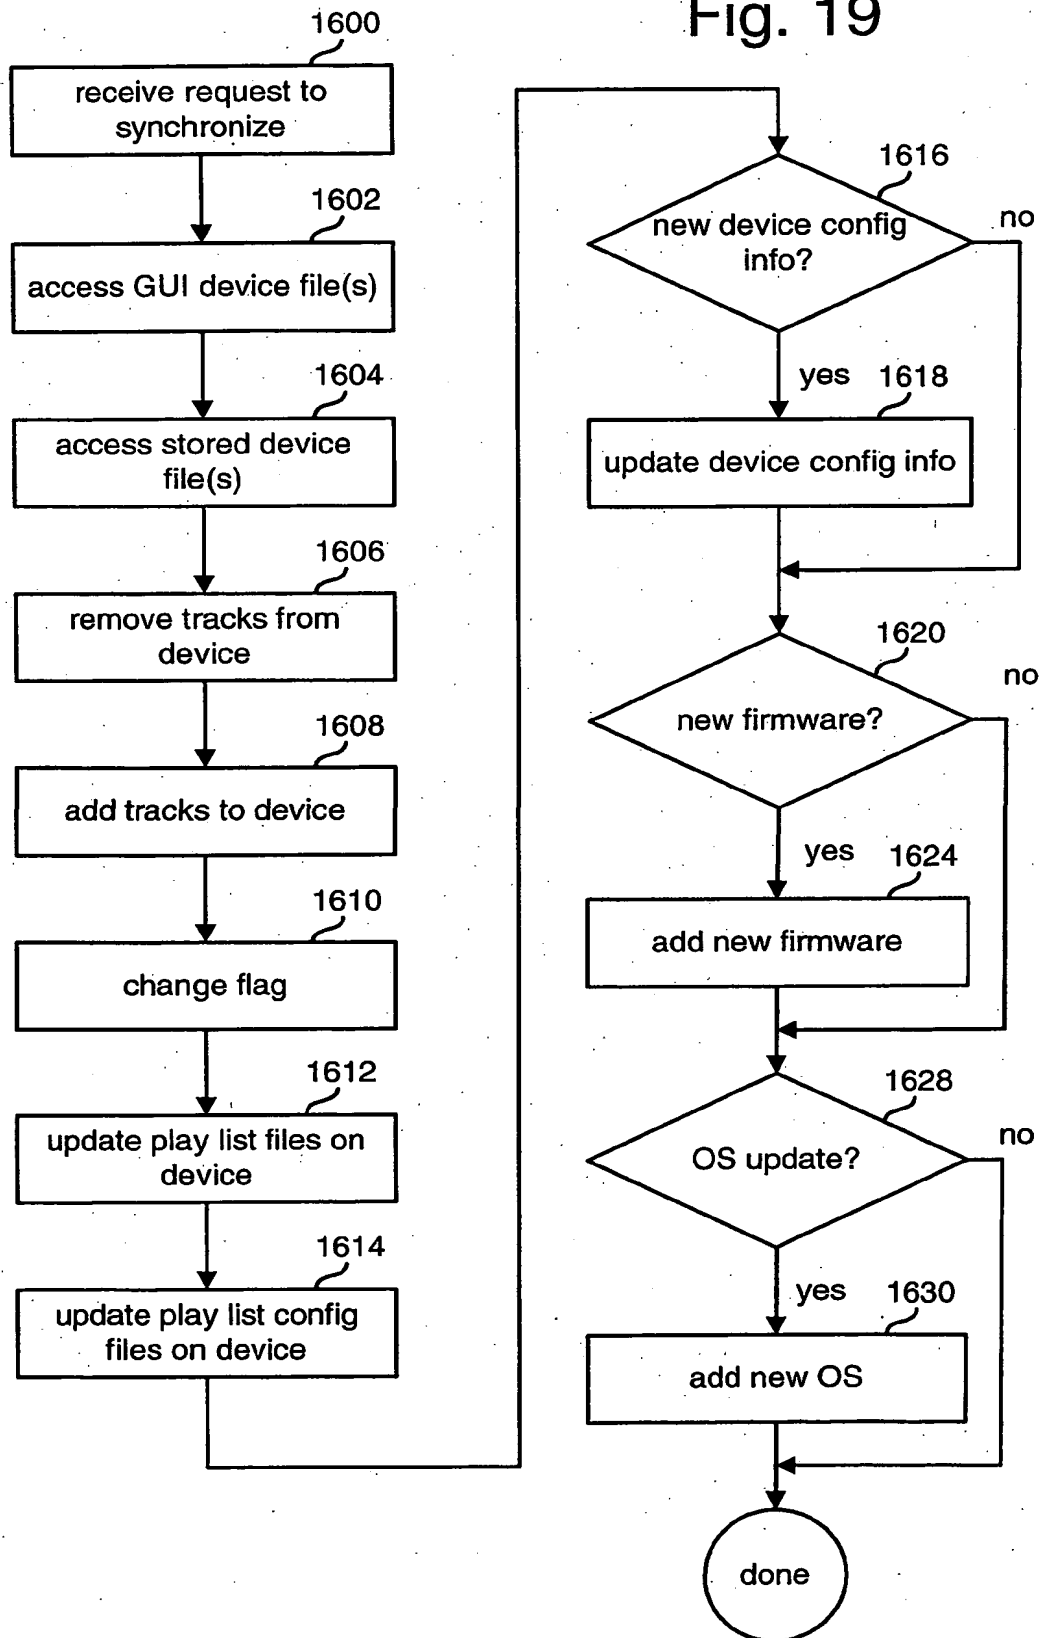 Fig. 19
1600
receive request to
synchronize
1602
access GUI device file(s)
1604
access stored device
file(s)
1606
remove tracks from
device
1608
add tracks to device
1610
change flag
1612
update play list files on
device
1614
update play list config
files on device
1616
new device config
info?
no
yes
1618
update device config info
1620
new firmware?
no
yes
1624
add new firmware
1628
OS update?
no
yes
1630
add new OS
done